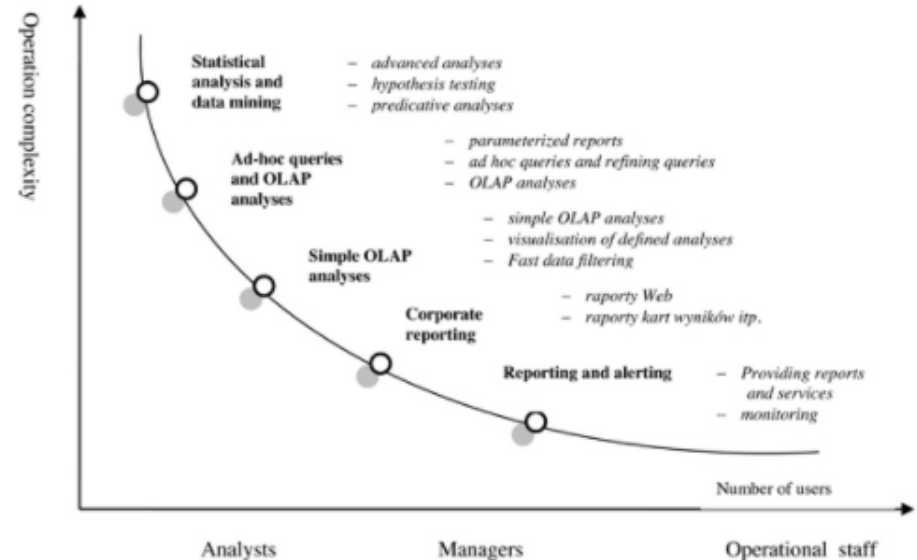 Operation complexity
Statistical
analysis and
data mining
– advanced analyses
– hypothesis testing
– predicative analyses
Ad-hoc queries
and OLAP
analyses
– parameterized reports
– ad hoc queries and refining queries
– OLAP analyses
Simple OLAP
analyses
– simple OLAP analyses
– visualisation of defined analyses
– Fast data filtering
Corporate
reporting
– raporty Web
– raporty kart wyników itp.
Reporting and alerting
– Providing reports
and services
– monitoring
Number of users
Analysts
Managers
Operational staff